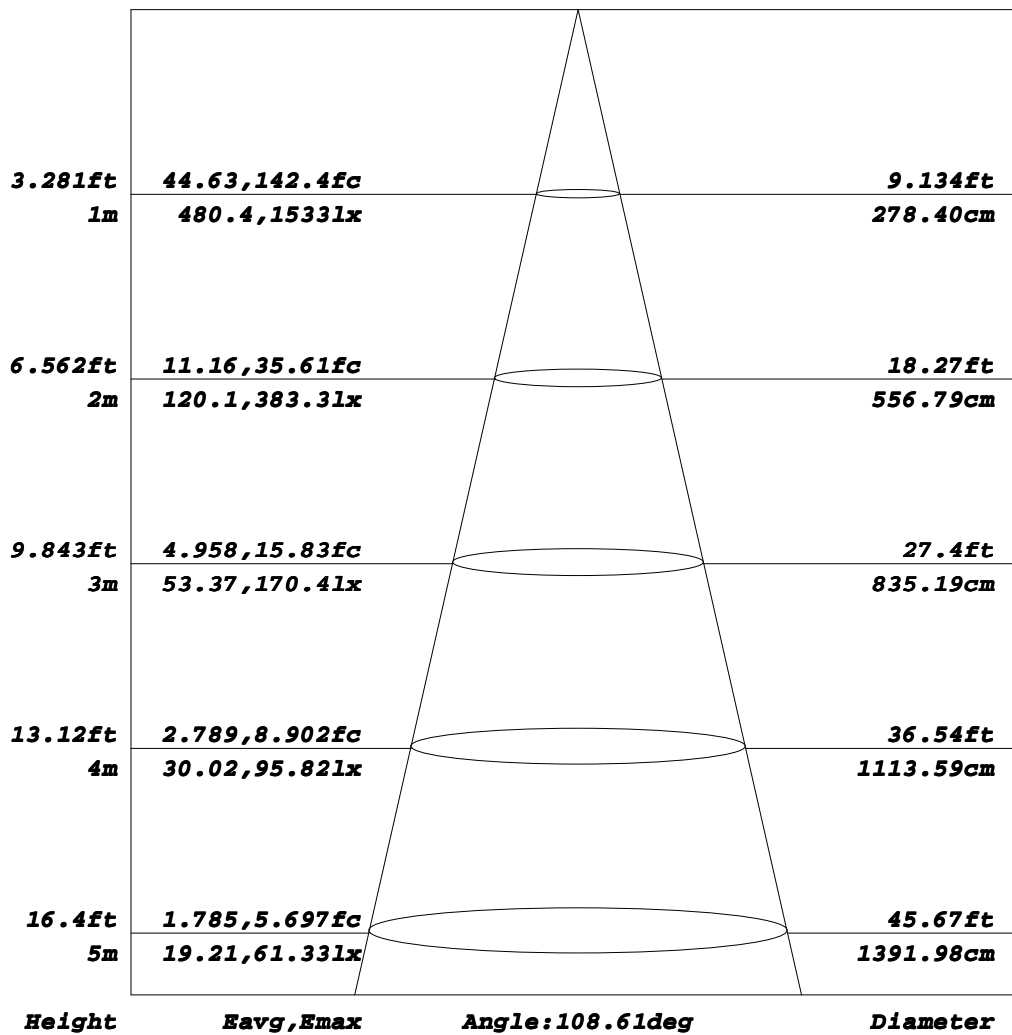 3.281ft 44.63,142.4fc 9.134ft
1m 480.4,1533lx 278.40cm
6.562ft 11.16,35.61fc 18.27ft
2m 120.1,383.3lx 556.79cm
9.843ft 4.958,15.83fc 27.4ft
3m 53.37,170.4lx 835.19cm
13.12ft 2.789,8.902fc 36.54ft
4m 30.02,95.82lx 1113.59cm
16.4ft 1.785,5.697fc 45.67ft
5m 19.21,61.33lx 1391.98cm
Height Eavg,Emax Angle:108.61deg Diameter